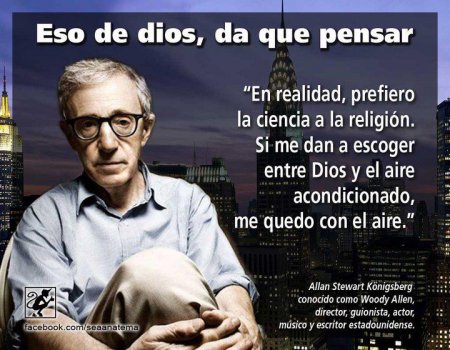 Eso de dios, da que pensar
“En realidad, prefiero
la ciencia a la religión.
Si me dan a escoger
entre Dios y el aire
acondicionado,
me quedo con el aire.”
Allan Stewart Königsberg
conocido como Woody Allen,
director, guionista, actor,
músico y escritor estadounidense.
facebook.com/seaanatema